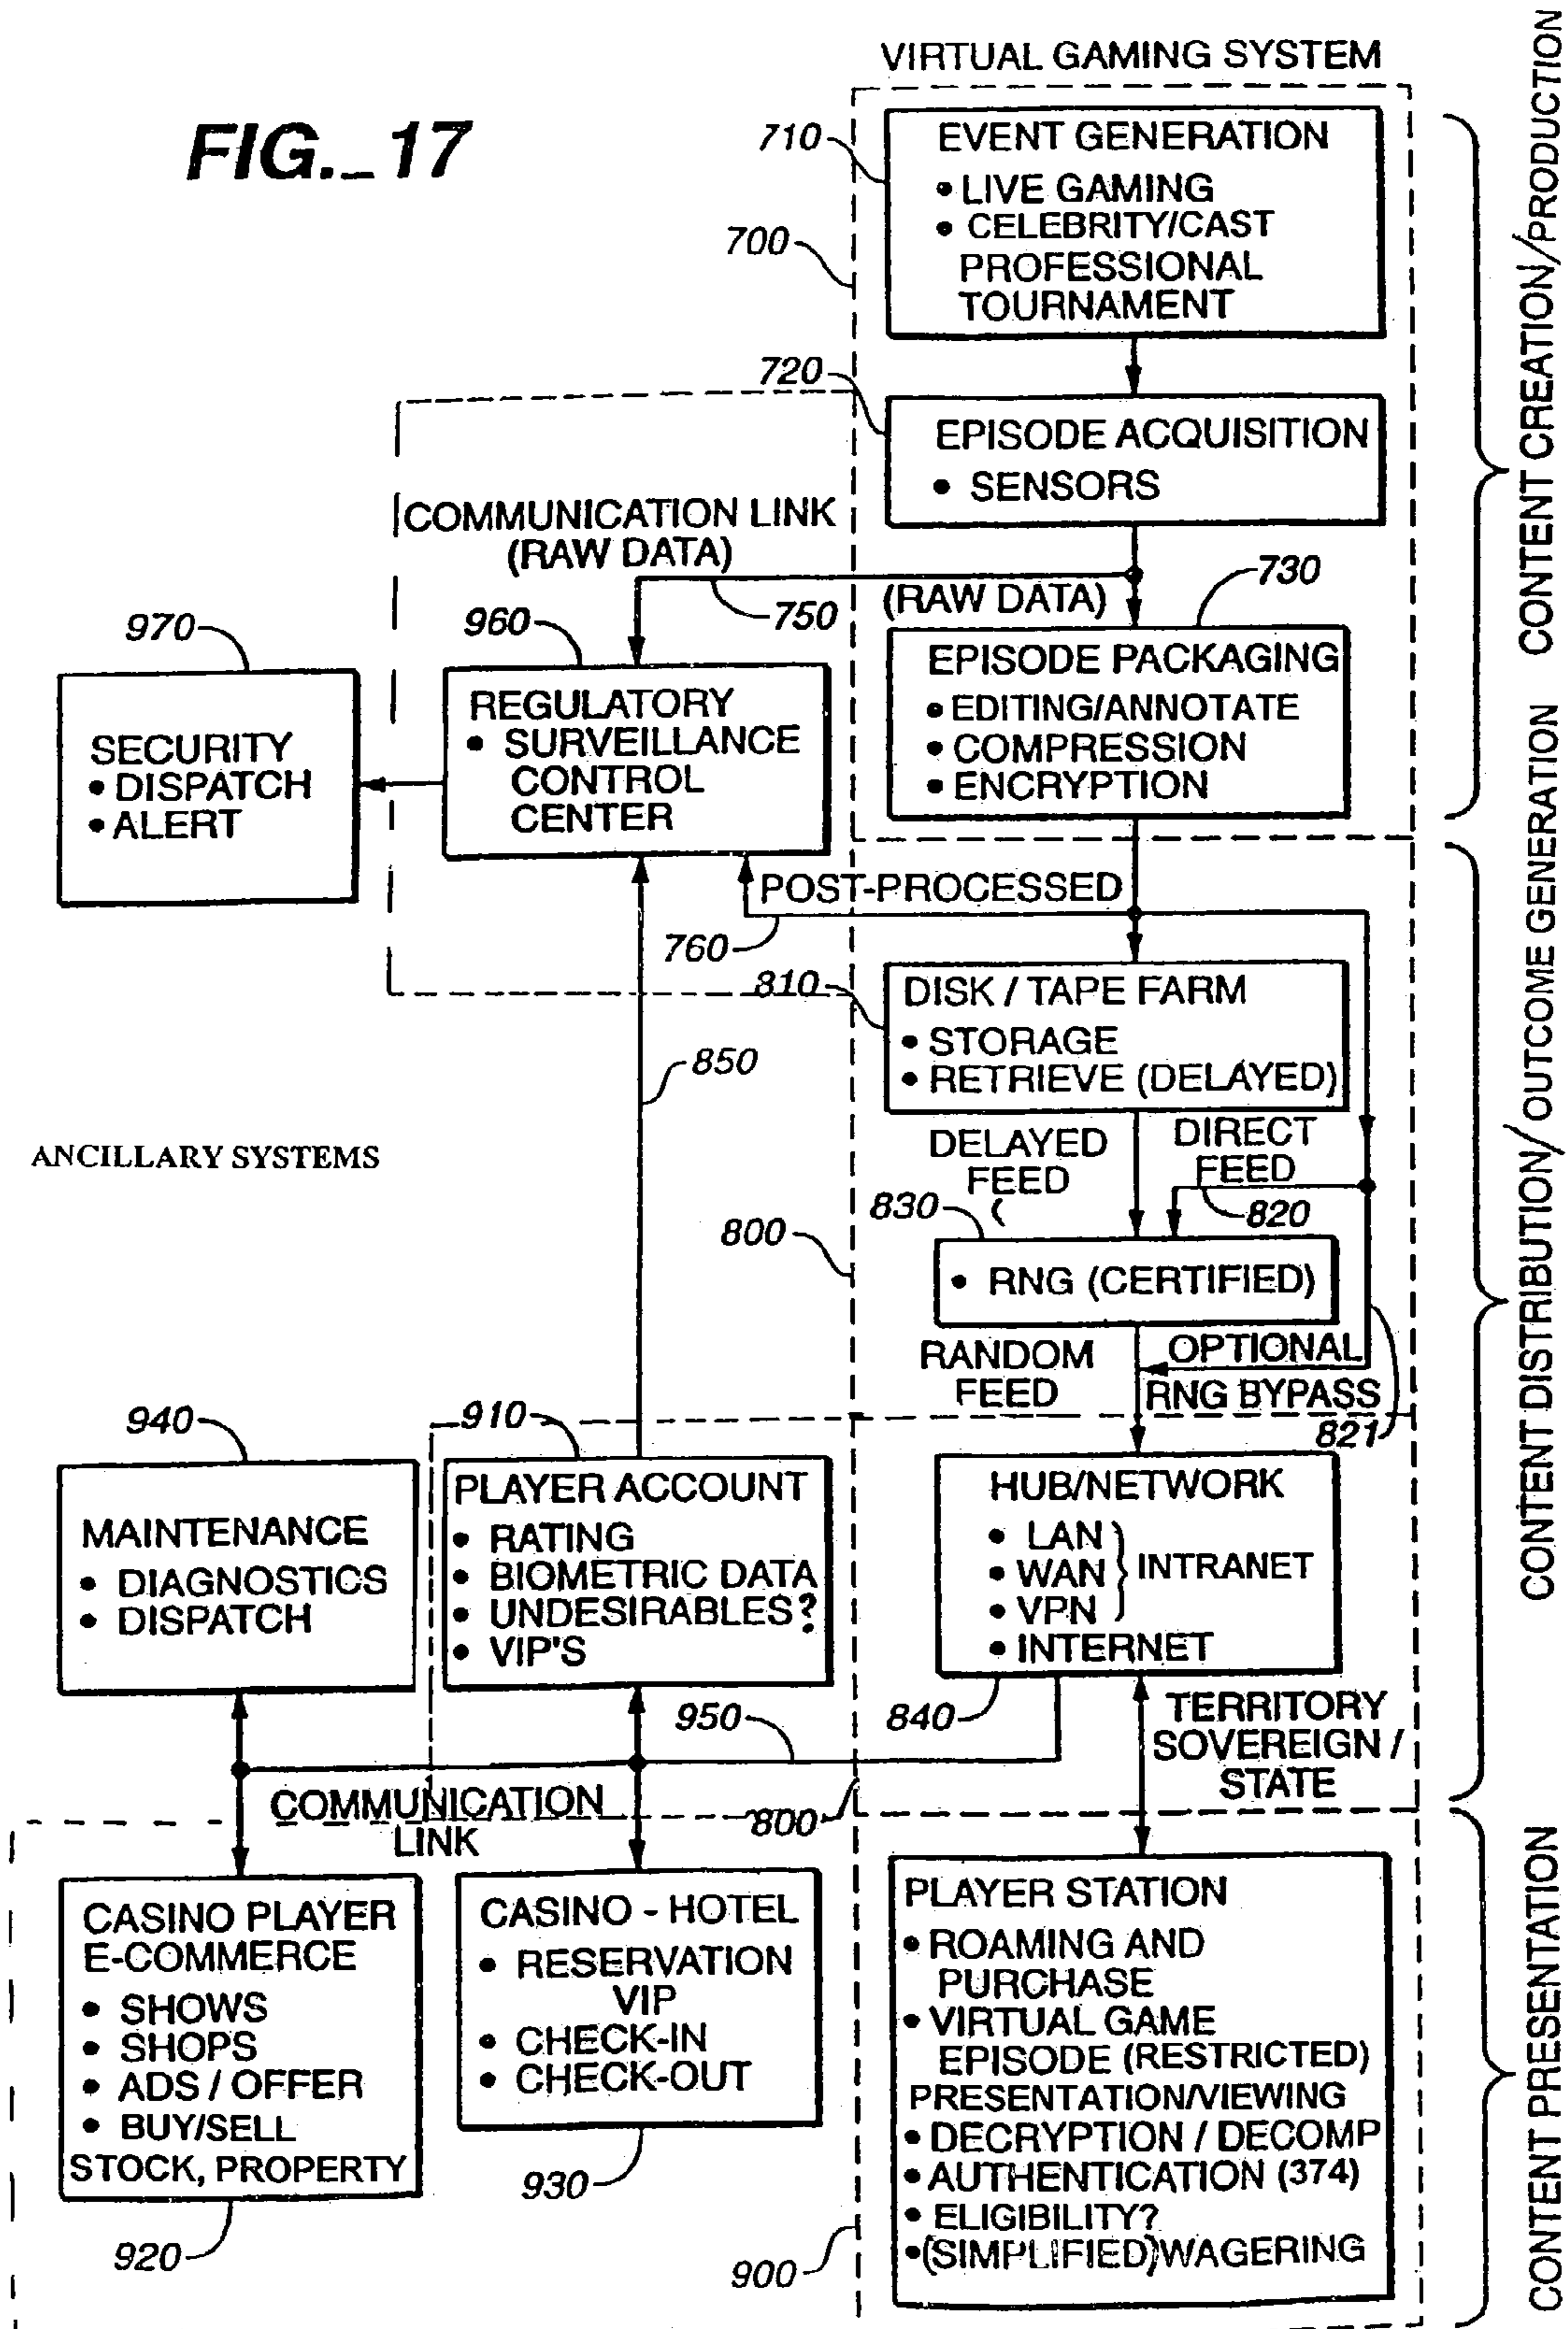 FIG._ 17
VIRTUAL GAMING SYSTEM
710
EVENT GENERATION
• LIVE GAMING
• CELEBRITY/CAST
PROFESSIONAL
TOURNAMENT
700
720
EPISODE ACQUISITION
• SENSORS
COMMUNICATION LINK
(RAW DATA)
750
(RAW DATA)
730
EPISODE PACKAGING
• EDITING/ANNOTATE
• COMPRESSION
• ENCRYPTION
CONTENT CREATION/PRODUCTION
970
SECURITY
• DISPATCH
• ALERT
960
REGULATORY
• SURVEILLANCE
CONTROL
CENTER
POST-PROCESSED
760
810
DISK / TAPE FARM
• STORAGE
• RETRIEVE (DELAYED)
850
ANCILLARY SYSTEMS
DELAYED
FEED
DIRECT
FEED
820
830
800
• RNG (CERTIFIED)
RANDOM
FEED
OPTIONAL
RNG BYPASS
821
CONTENT DISTRIBUTION/ OUTCOME GENERATION
940
MAINTENANCE
• DIAGNOSTICS
• DISPATCH
910
PLAYER ACCOUNT
• RATING
• BIOMETRIC DATA
• UNDESIRABLES?
• VIP'S
HUB/NETWORK
• LAN
• WAN } INTRANET
• VPN
• INTERNET
950
840
TERRITORY
SOVEREIGN /
STATE
COMMUNICATION
LINK
800
CASINO PLAYER
E-COMMERCE
• SHOWS
• SHOPS
• ADS / OFFER
• BUY/SELL
STOCK, PROPERTY
920
CASINO - HOTEL
• RESERVATION
VIP
• CHECK-IN
• CHECK-OUT
930
PLAYER STATION
• ROAMING AND
PURCHASE
• VIRTUAL GAME
EPISODE (RESTRICTED)
PRESENTATION/VIEWING
• DECRYPTION / DECOMP
• AUTHENTICATION (374)
• ELIGIBILITY?
• (SIMPLIFIED)WAGERING
900
CONTENT PRESENTATION